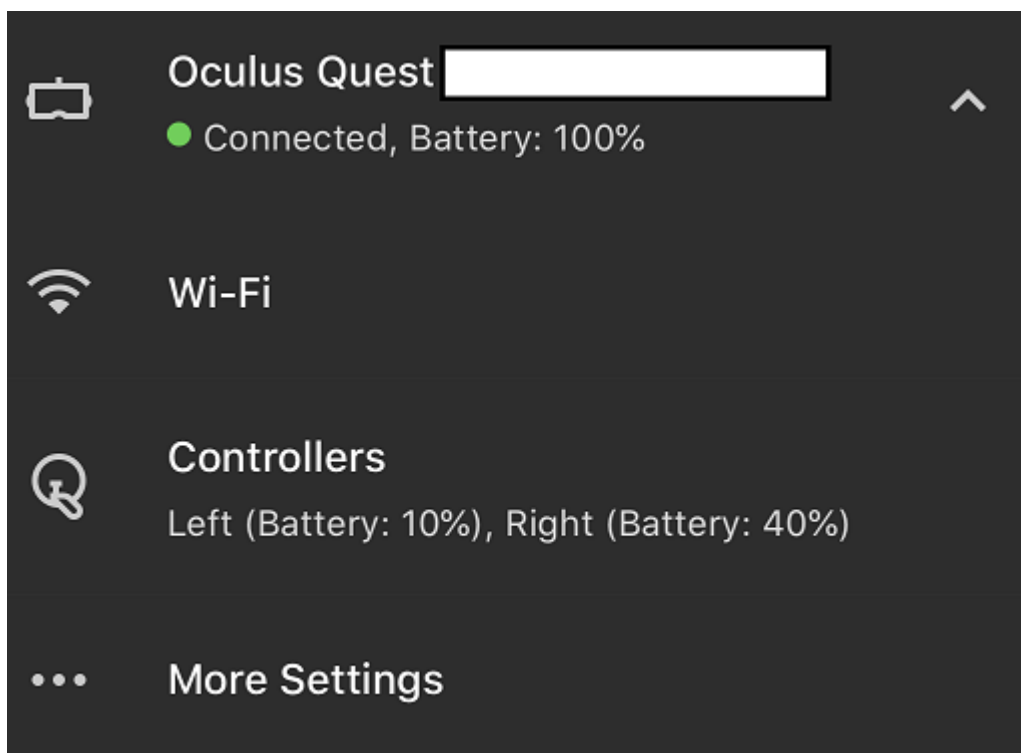 Oculus Quest
Connected, Battery: 100%
Wi-Fi
Controllers
Left (Battery: 10%), Right (Battery: 40%)
More Settings